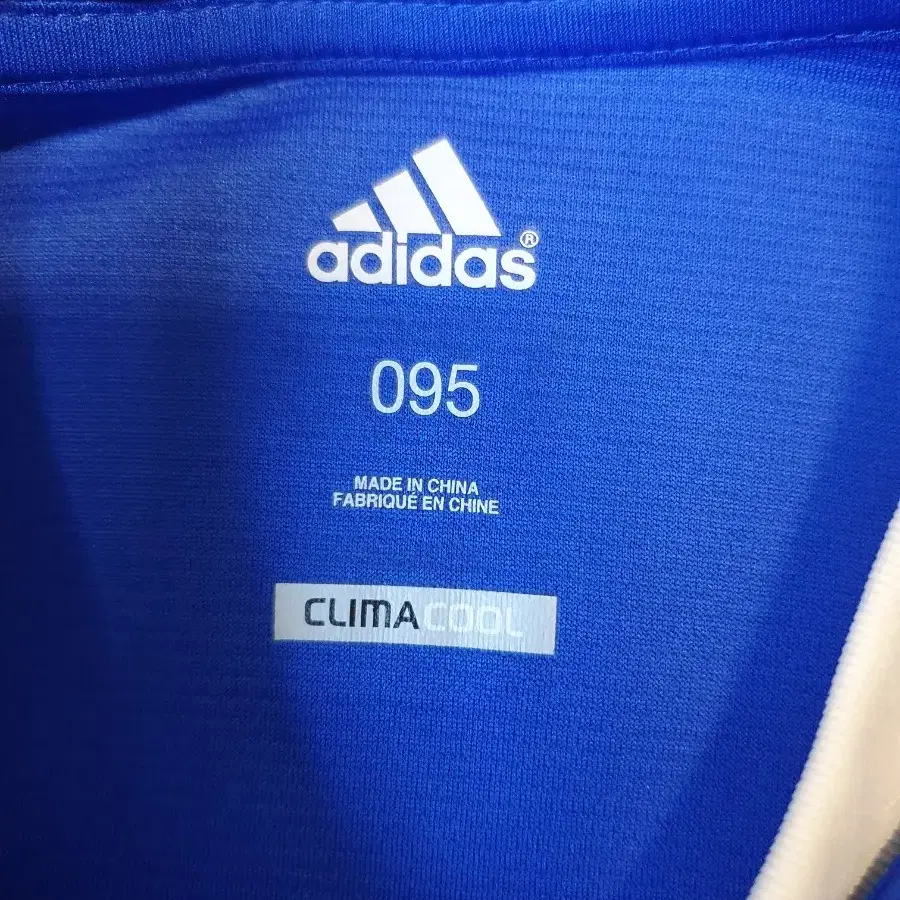 adidas®
095
MADE IN CHINA
FABRIQUÉ EN CHINE
CLIMACOOL